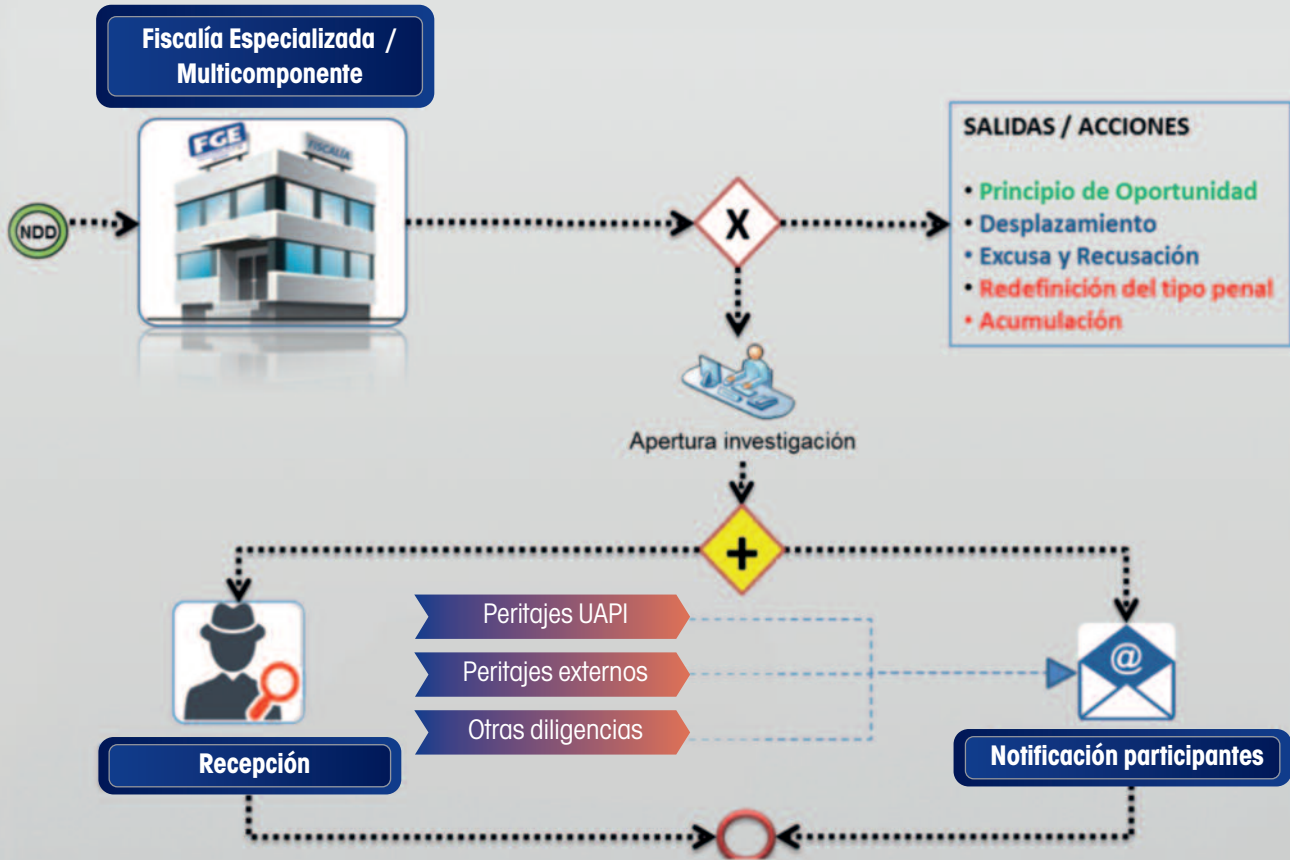 Fiscalía Especializada /
Multicomponente
FGE
FISCALÍA
NDD
X
SALIDAS / ACCIONES
• Principio de Oportunidad
• Desplazamiento
• Excusa y Recusación
• Redefinición del tipo penal
• Acumulación
Apertura investigación
+
Peritajes UAPI
Peritajes externos
Otras diligencias
@
Recepción
Notificación participantes